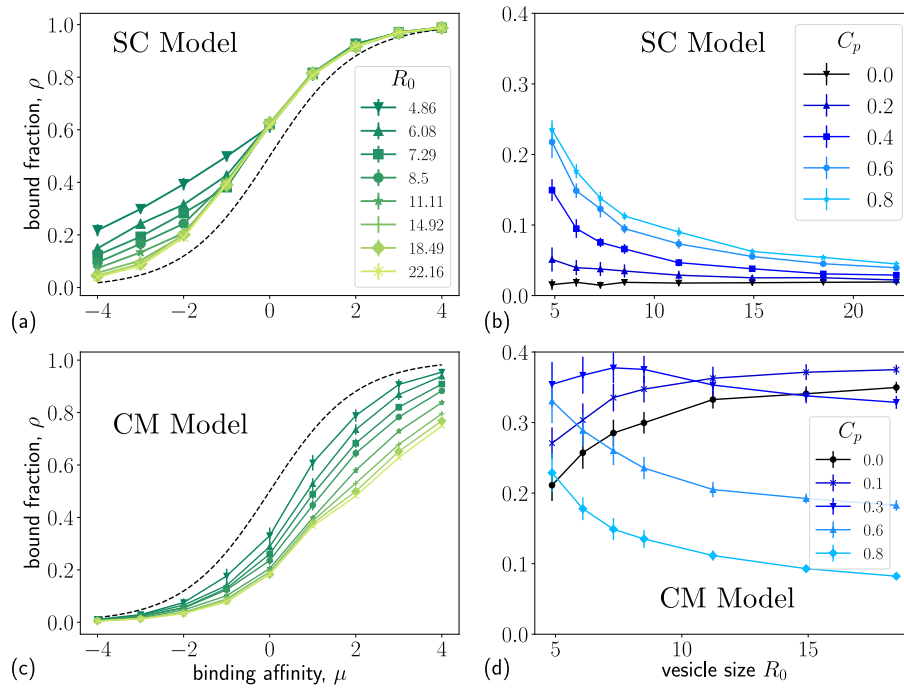 SC Model
R₀
4.86
6.08
7.29
8.5
11.11
14.92
18.49
22.16
bound fraction, ρ
1.0
0.8
0.6
0.4
0.2
0.0
−4 −2 0 2 4
(a)
SC Model
C_p
0.0
0.2
0.4
0.6
0.8
0.4
0.3
0.2
0.1
0.0
5 10 15 20
(b)
CM Model
bound fraction, ρ
1.0
0.8
0.6
0.4
0.2
0.0
−4 −2 0 2 4
(c)
binding affinity, μ
C_p
0.0
0.1
0.3
0.6
0.8
CM Model
0.4
0.3
0.2
0.1
0.0
5 10 15
(d)
vesicle size R₀